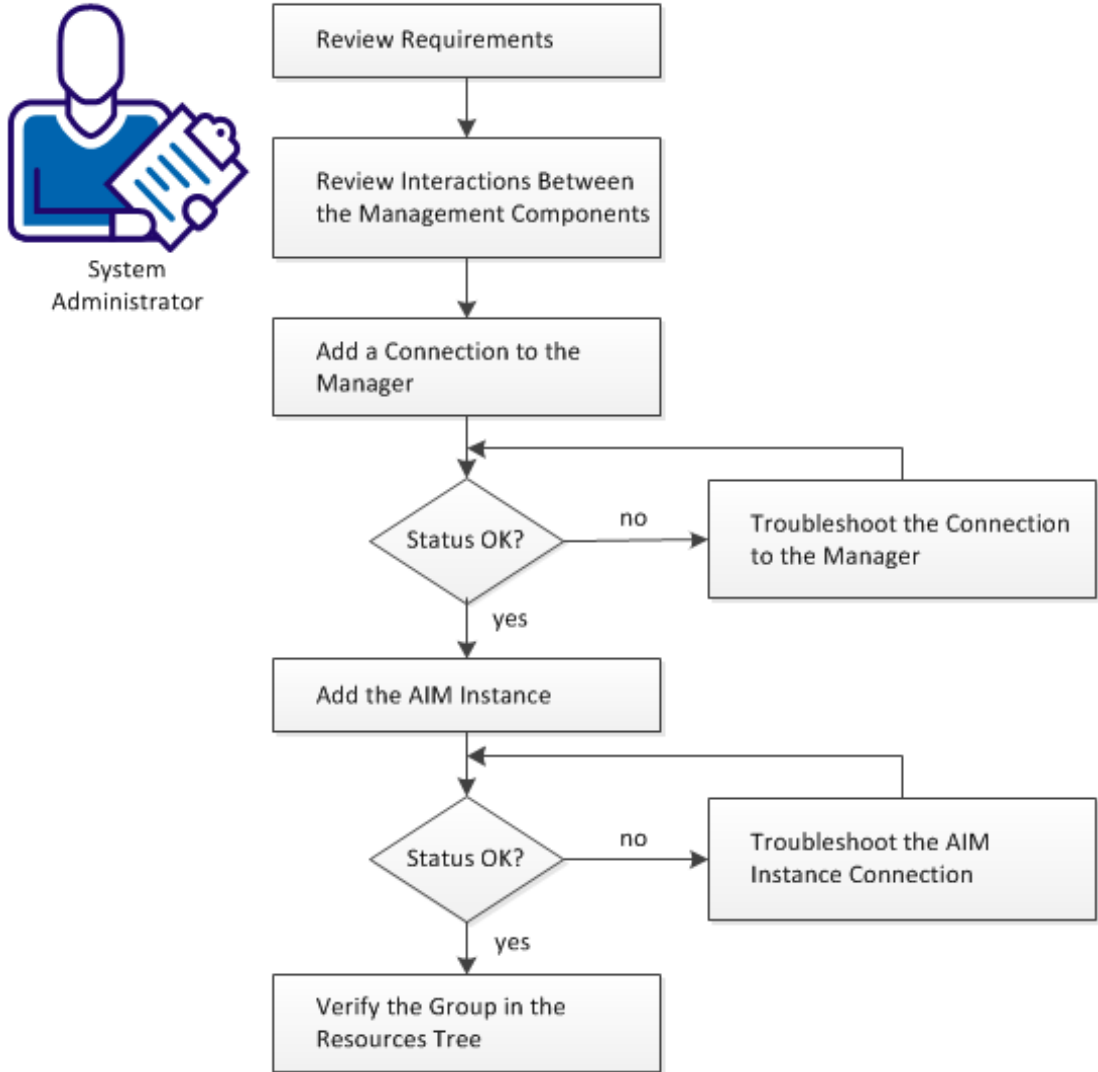 Review Requirements
Review Interactions Between
the Management Components
System
Administrator
Add a Connection to the
Manager
Status OK?
no
Troubleshoot the Connection
to the Manager
yes
Add the AIM Instance
Status OK?
no
Troubleshoot the AIM
Instance Connection
yes
Verify the Group in the
Resources Tree